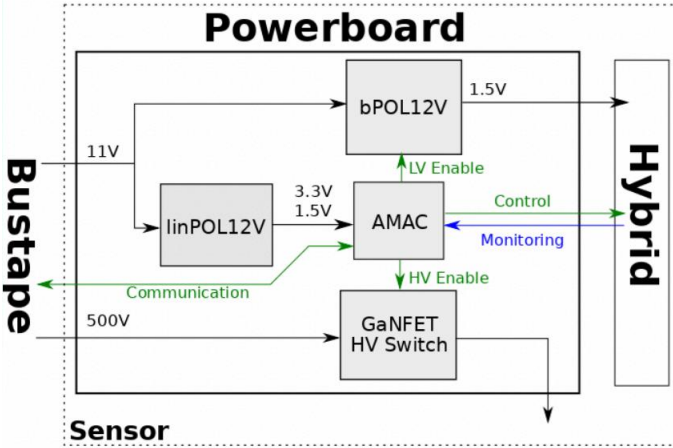 Powerboard
Bustape
11V
bPOL12V
1.5V
LV Enable
linPOL12V
3.3V
1.5V
AMAC
Control
Monitoring
Hybrid
Communication
HV Enable
500V
GaNFET
HV Switch
Sensor